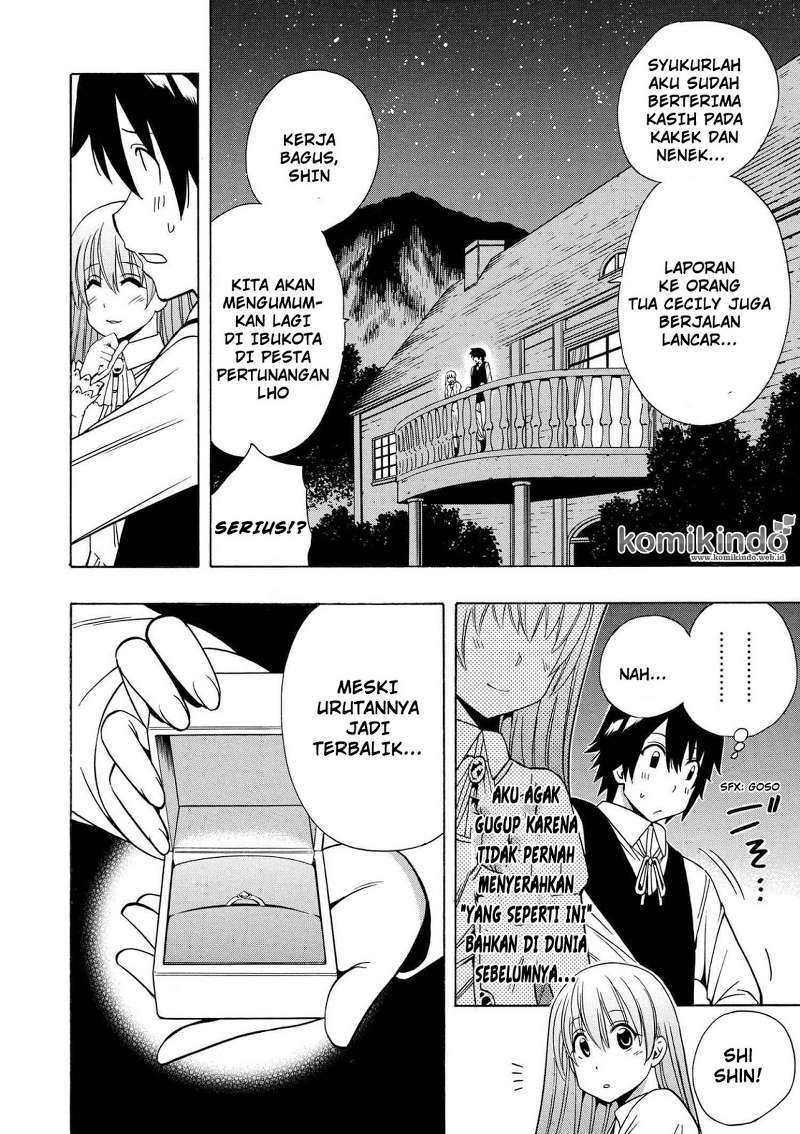 SYUKURLAH
AKU SUDAH
BERTERIMA
KASIH PADA
KAKEK DAN
NENEK...
LAPORAN
KE ORANG
TUA CECILY JUGA
BERJALAN
LANCAR...
KERJA
BAGUS,
SHIN
KITA AKAN
MENGUMUM-
KAN LAGI
DI IBUKOTA
DI PESTA
PERTUNANGAN
LHO
SERIUS!?
komikindo
www.komikindo.web.id
NAH...
SFX: GOSO
AKU AGAK
GUGUP KARENA
TIDAK PERNAH
MENYERAHKAN
"YANG SEPERTI INI"
BAHKAN DI DUNIA
SEBELUMNYA...
SHI
SHIN!
MESKI
URUTANNYA
JADI
TERBALIK...